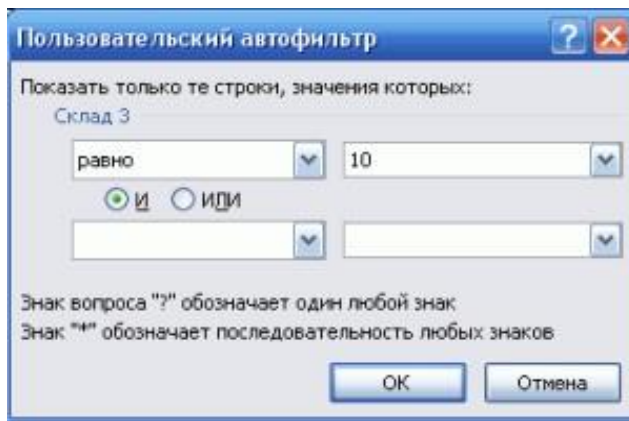 Пользовательский автофильтр ?
Показать только те строки, значения которых:
Склад 3
равно 10
И ИЛИ
Знак вопроса "?" обозначает один любой знак
Знак "*" обозначает последовательность любых знаков
ОК Отмена